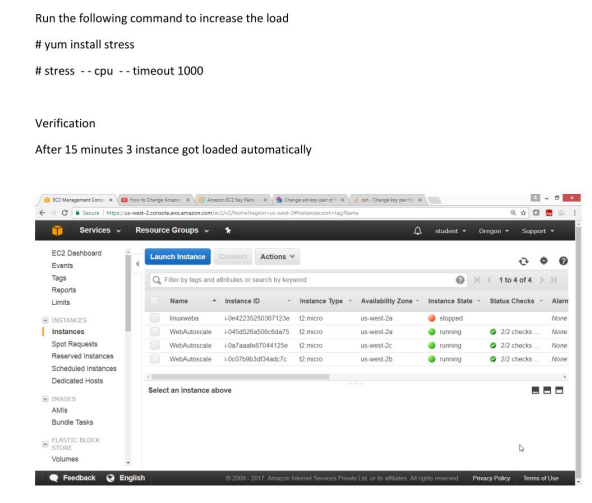 Run the following command to increase the load
# yum install stress
# stress - - cpu - - timeout 1000
Verification
After 15 minutes 3 instance got loaded automatically
EC2 Management Conso
How to Change Amazon
Amazon EC2 Key Pairs -
Change ssh key pair of
ssh - Change key pair fo
Secure | https://us-west-2.console.aws.amazon.com/ec2/v2/home?region=us-west-2#Instances:sort=tag:Name
Services
Resource Groups
student
Oregon
Support
EC2 Dashboard
Events
Tags
Reports
Limits
INSTANCES
Instances
Spot Requests
Reserved Instances
Scheduled Instances
Dedicated Hosts
IMAGES
AMIs
Bundle Tasks
ELASTIC BLOCK
STORE
Volumes
Launch Instance
Connect
Actions
Filter by tags and attributes or search by keyword
1 to 4 of 4
Name Instance ID Instance Type Availability Zone Instance State Status Checks Alarm
linuxweba i-0e42235250367123e t2.micro us-west-2a stopped None
WebAutoscale i-045d526a506c6da75 t2.micro us-west-2a running 2/2 checks ... None
WebAutoscale i-0a7aaafe87044125e t2.micro us-west-2c running 2/2 checks ... None
WebAutoscale i-0c07b9b3df34adc7c t2.micro us-west-2b running 2/2 checks ... None
Select an instance above
Feedback
English
© 2008 - 2017, Amazon Internet Services Private Ltd. or its affiliates. All rights reserved.
Privacy Policy
Terms of Use